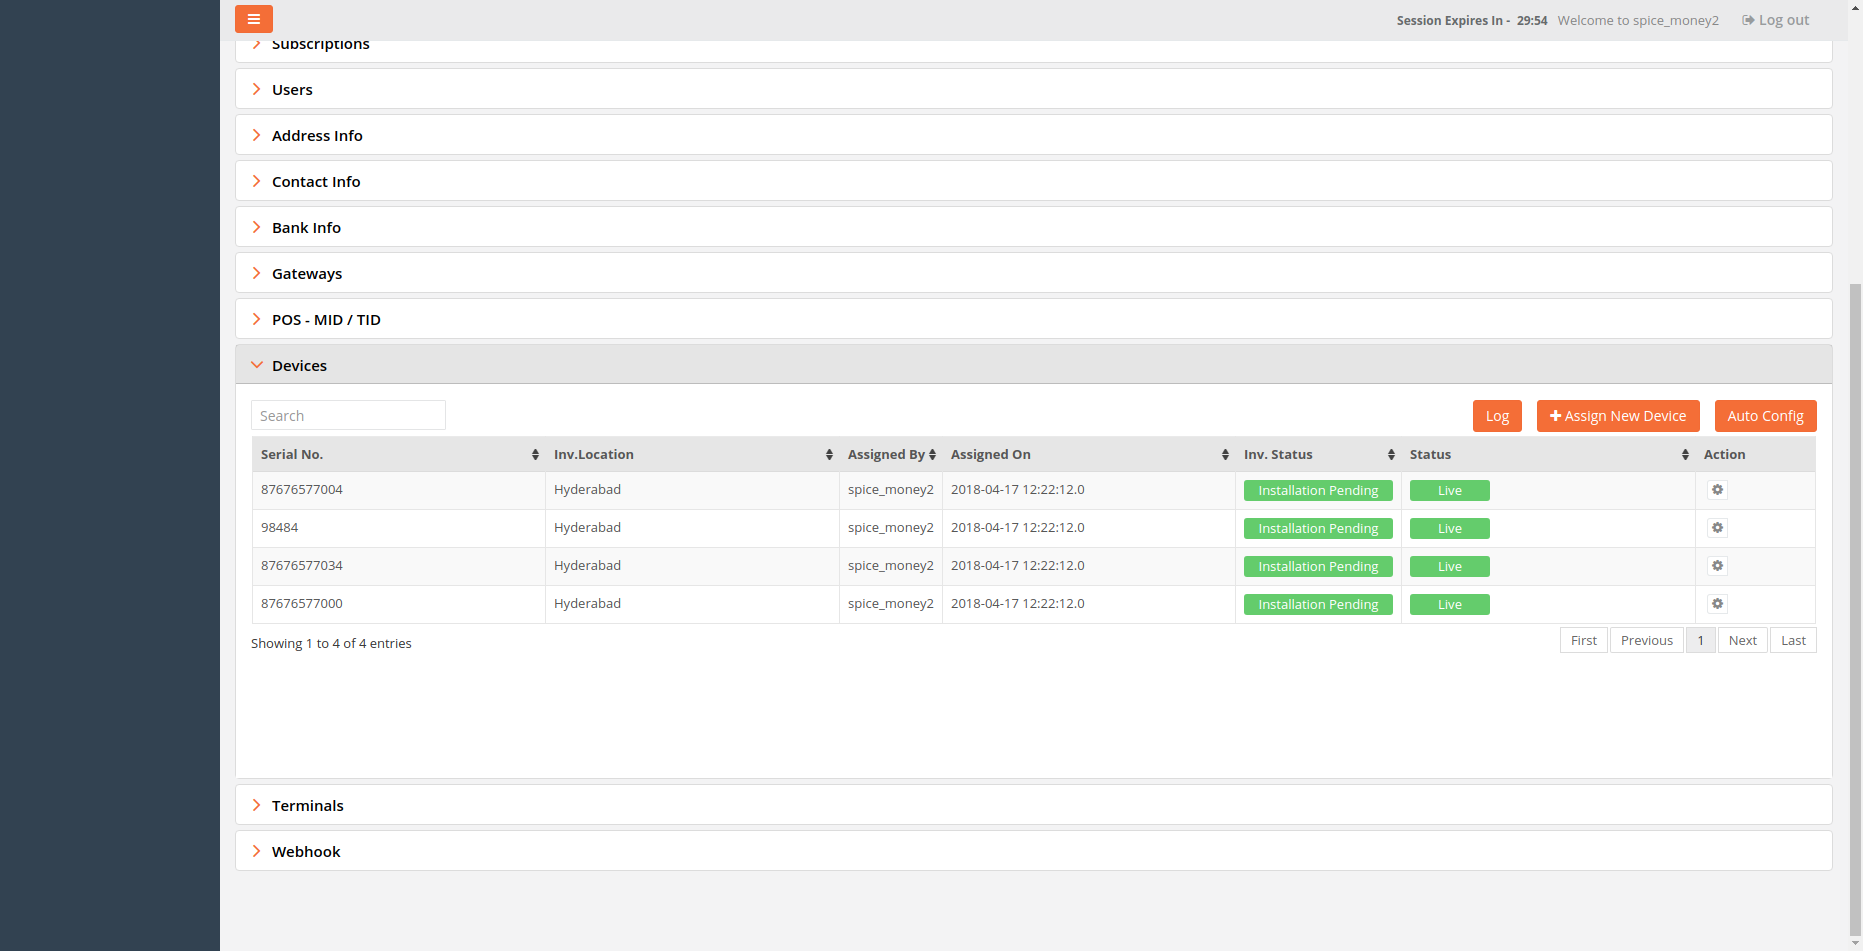 Session Expires In - 29:54 Welcome to spice_money2 Log out
Subscriptions
Users
Address Info
Contact Info
Bank Info
Gateways
POS - MID / TID
Devices
Search Log Assign New Device Auto Config
Serial No. Inv.Location Assigned By Assigned On Inv. Status Status Action
87676577004 Hyderabad spice_money2 2018-04-17 12:22:12.0 Installation Pending Live
98484 Hyderabad spice_money2 2018-04-17 12:22:12.0 Installation Pending Live
87676577034 Hyderabad spice_money2 2018-04-17 12:22:12.0 Installation Pending Live
87676577000 Hyderabad spice_money2 2018-04-17 12:22:12.0 Installation Pending Live
Showing 1 to 4 of 4 entries First Previous 1 Next Last
Terminals
Webhook